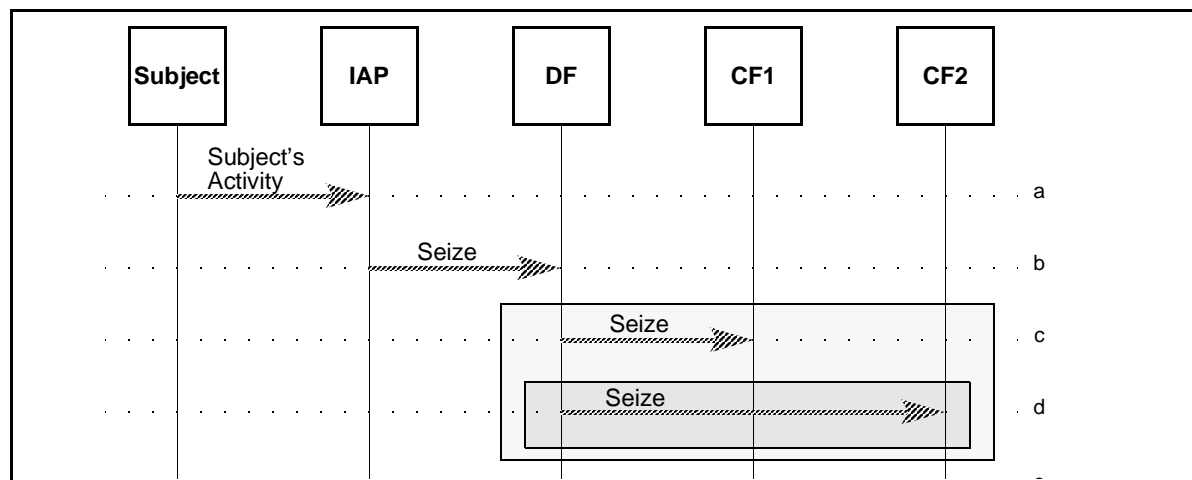 Subject IAP DF CF1 CF2
Subject's
Activity
a
Seize
b
Seize
c
Seize
d